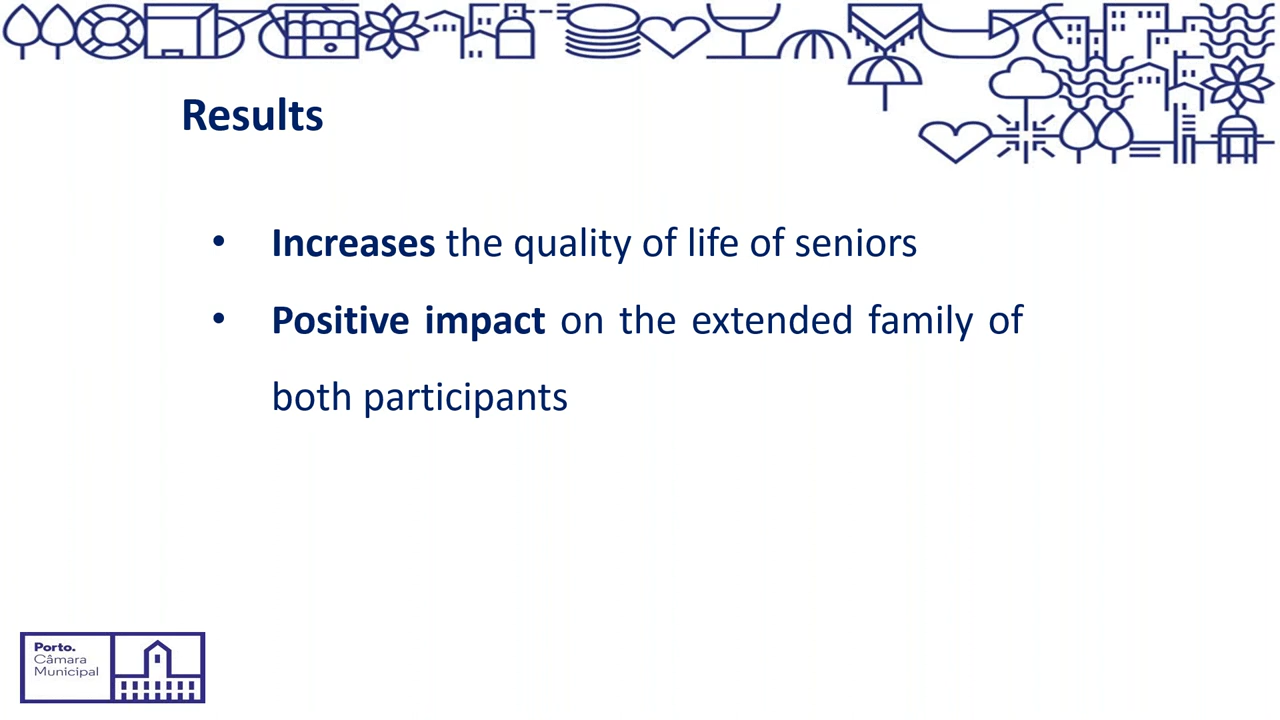 Results
• Increases the quality of life of seniors
• Positive impact on the extended family of
both participants
Porto.
Câmara
Municipal